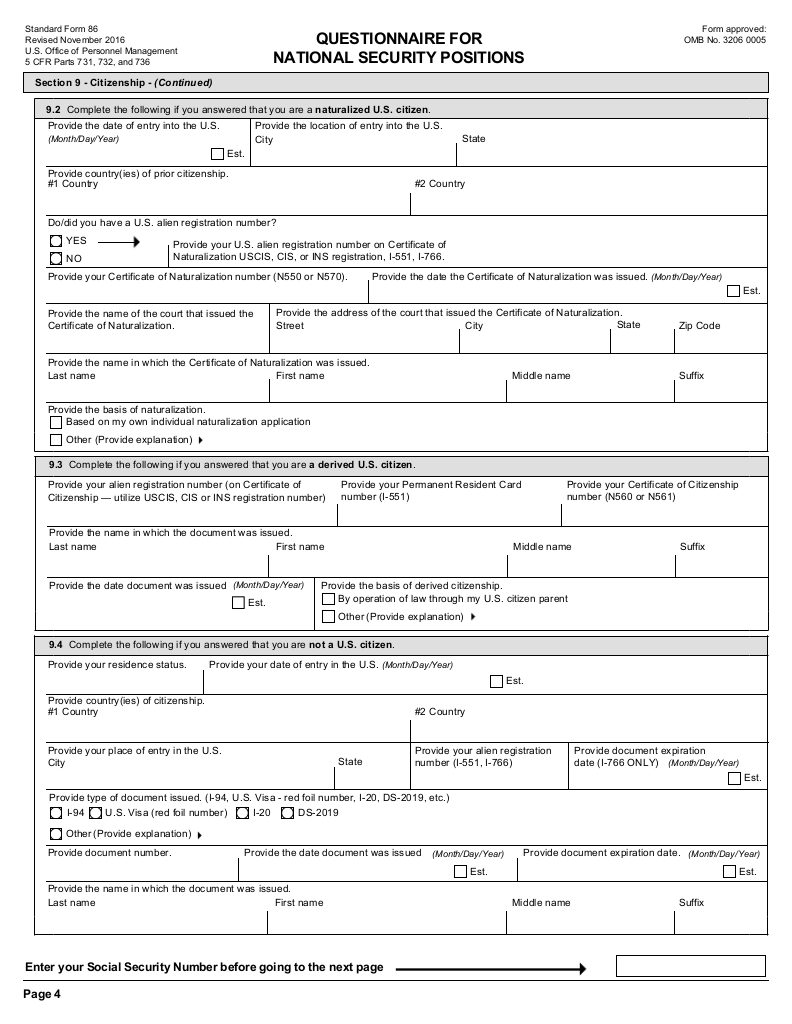 Standard Form 86
Revised November 2016
U.S. Office of Personnel Management
5 CFR Parts 731, 732, and 736
QUESTIONNAIRE FOR
NATIONAL SECURITY POSITIONS
Form approved:
OMB No. 3206 0005
Section 9 - Citizenship - (Continued)
9.2 Complete the following if you answered that you are a naturalized U.S. citizen.
Provide the date of entry into the U.S.
(Month/Day/Year)
Est.
Provide the location of entry into the U.S.
City State
Provide country(ies) of prior citizenship.
#1 Country #2 Country
Do/did you have a U.S. alien registration number?
YES
NO
Provide your U.S. alien registration number on Certificate of
Naturalization USCIS, CIS, or INS registration, I-551, I-766.
Provide your Certificate of Naturalization number (N550 or N570).
Provide the date the Certificate of Naturalization was issued. (Month/Day/Year)
Est.
Provide the name of the court that issued the
Certificate of Naturalization.
Provide the address of the court that issued the Certificate of Naturalization.
Street City State Zip Code
Provide the name in which the Certificate of Naturalization was issued.
Last name First name Middle name Suffix
Provide the basis of naturalization.
Based on my own individual naturalization application
Other (Provide explanation)
9.3 Complete the following if you answered that you are a derived U.S. citizen.
Provide your alien registration number (on Certificate of
Citizenship — utilize USCIS, CIS or INS registration number)
Provide your Permanent Resident Card
number (I-551)
Provide your Certificate of Citizenship
number (N560 or N561)
Provide the name in which the document was issued.
Last name First name Middle name Suffix
Provide the date document was issued (Month/Day/Year)
Est.
Provide the basis of derived citizenship.
By operation of law through my U.S. citizen parent
Other (Provide explanation)
9.4 Complete the following if you answered that you are not a U.S. citizen.
Provide your residence status.
Provide your date of entry in the U.S. (Month/Day/Year)
Est.
Provide country(ies) of citizenship.
#1 Country #2 Country
Provide your place of entry in the U.S.
City State
Provide your alien registration
number (I-551, I-766)
Provide document expiration
date (I-766 ONLY) (Month/Day/Year)
Est.
Provide type of document issued. (I-94, U.S. Visa - red foil number, I-20, DS-2019, etc.)
I-94 U.S. Visa (red foil number) I-20 DS-2019
Other (Provide explanation)
Provide document number.
Provide the date document was issued (Month/Day/Year)
Est.
Provide document expiration date. (Month/Day/Year)
Est.
Provide the name in which the document was issued.
Last name First name Middle name Suffix
Enter your Social Security Number before going to the next page
Page 4